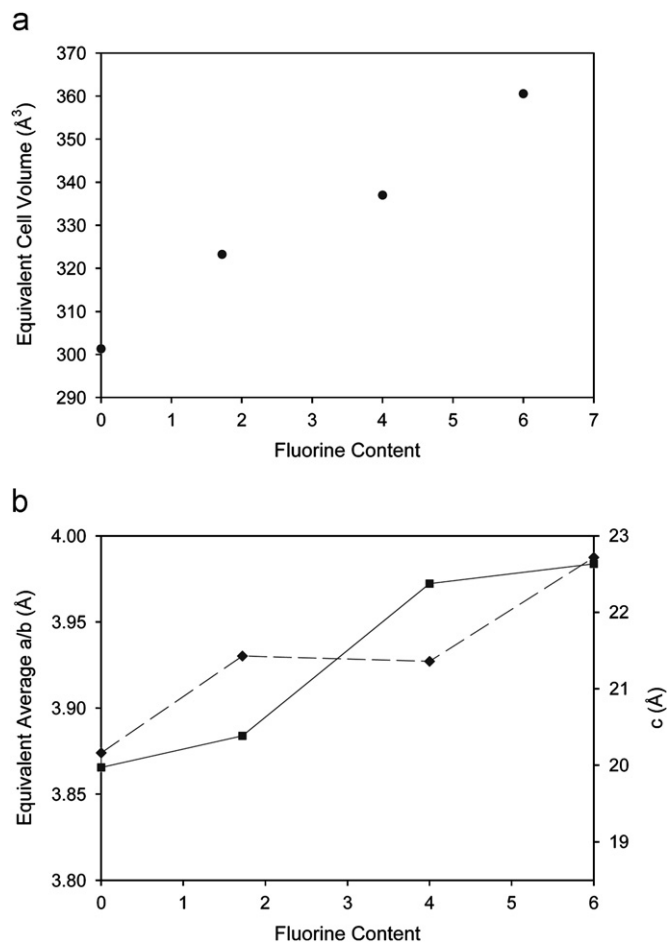 a
Equivalent Cell Volume (Å³)
370
360
350
340
330
320
310
300
290
0 1 2 3 4 5 6 7
Fluorine Content
b
Equivalent Average a/b (Å)
4.00
3.95
3.90
3.85
3.80
23
22
21
20
19
c (Å)
0 1 2 3 4 5 6
Fluorine Content